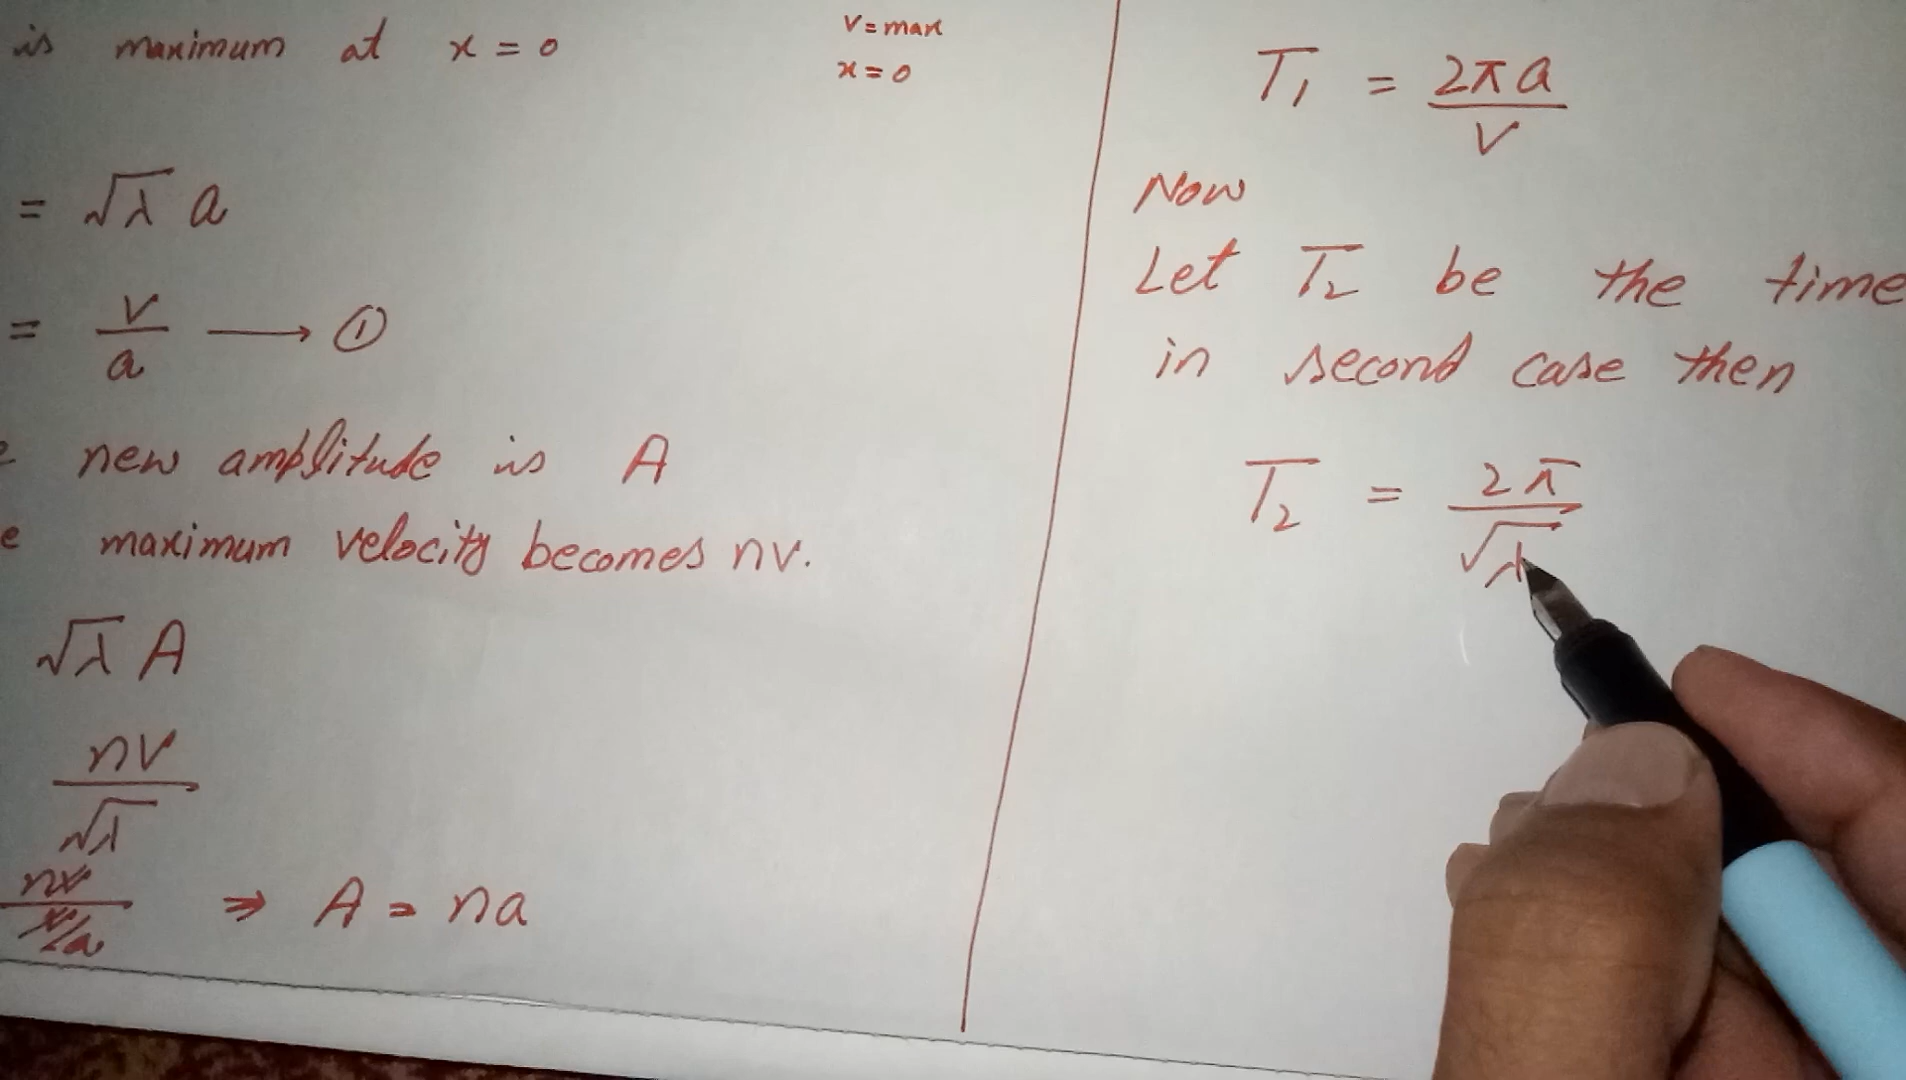 is maximum at x = 0
v = max
x = 0
= √λ a
= v/a ⟶ ①
new amplitude is A
maximum velocity becomes nv.
√λ A
nv/√λ
nv/(v/a) ⇒ A = na
T₁ = 2πa/v
Now
Let T₂ be the time
in second case then
T₂ = 2π/√λ